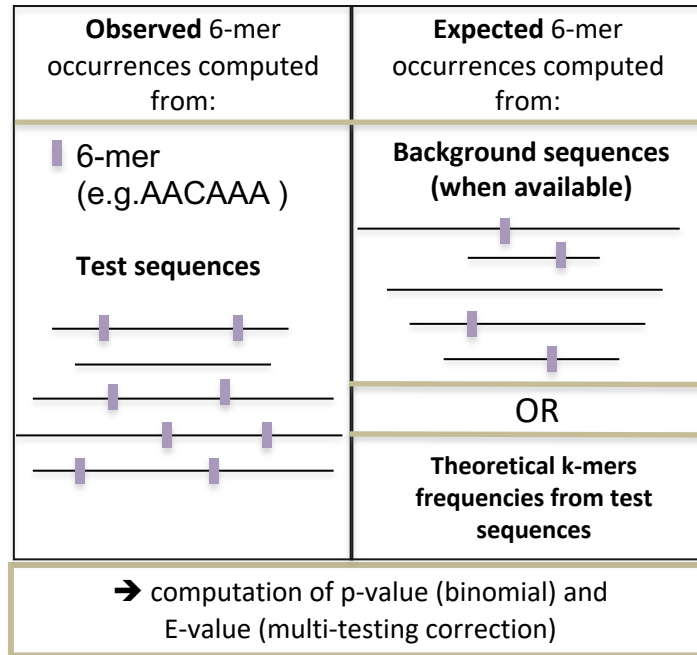 Observed 6-mer
occurrences computed
from:
Expected 6-mer
occurrences computed
from:
6-mer
(e.g.AACAAA )
Test sequences
Background sequences
(when available)
OR
Theoretical k-mers
frequencies from test
sequences
➔ computation of p-value (binomial) and
E-value (multi-testing correction)